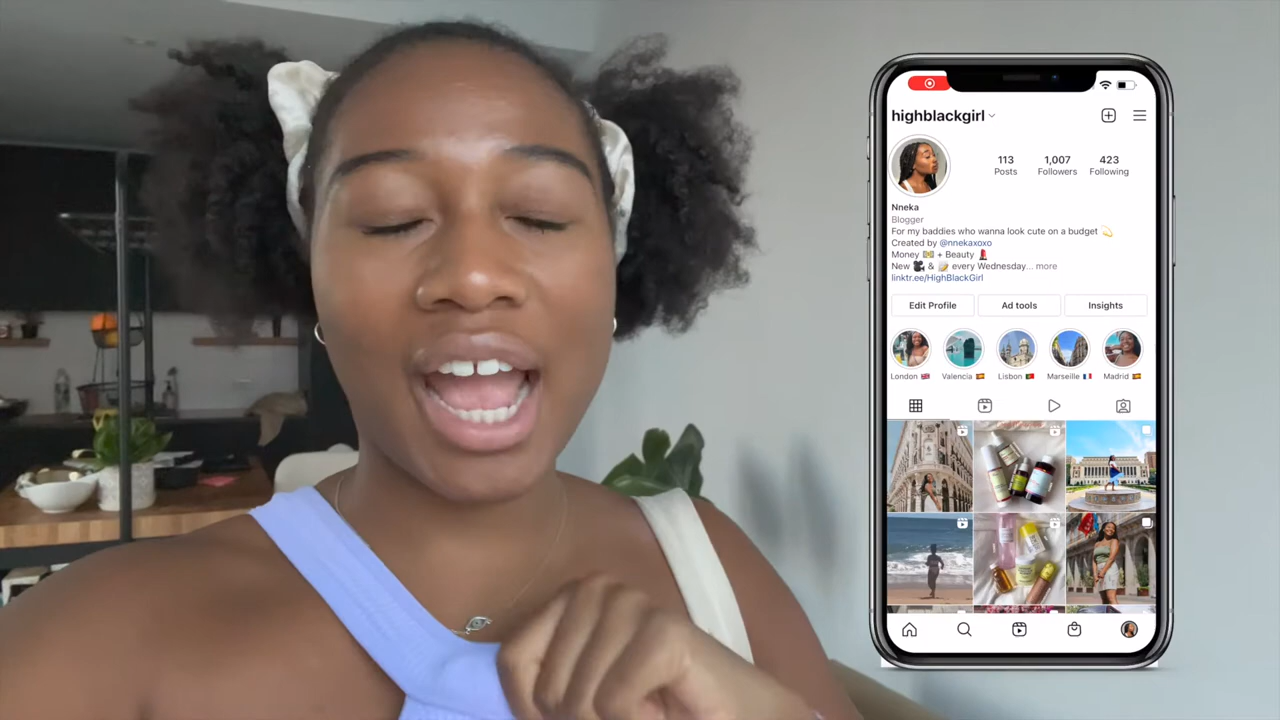 highblackgirl
113 1,007 423
Posts Followers Following
Nneka
Blogger
For my baddies who wanna look cute on a budget 💫
Created by @nnekaxoxo
Money 💵 + Beauty 💄
New 🎥 & 📝 every Wednesday... more
linktr.ee/HighBlackGirl
Edit Profile Ad tools Insights
London 🇬🇧 Valencia 🇪🇸 Lisbon 🇵🇹 Marseille 🇫🇷 Madrid 🇪🇸